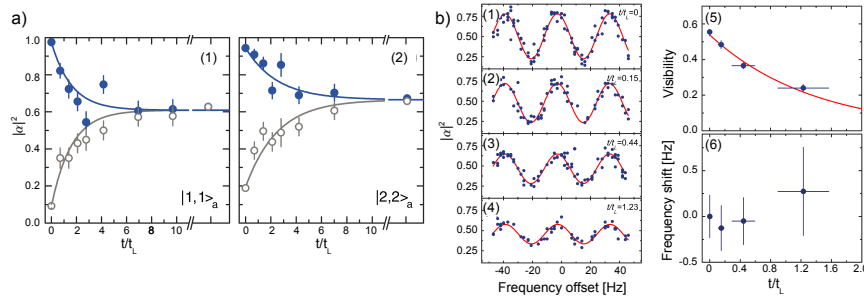 a)
b)
(1)
(2)
|α|²
1.0
0.8
0.6
0.4
0.2
0.0
|1,1>a
|2,2>a
0 2 4 6 8 10
0 2 4 6 8 10
t/tL
t/tL
(1) t/tL=0
0.75
0.50
0.25
(2) t/tL=0.15
0.75
0.50
0.25
(3) t/tL=0.44
0.75
0.50
0.25
(4) t/tL=1.23
0.75
0.50
0.25
|α|²
-40 -20 0 20 40
Frequency offset [Hz]
(5)
Visibility
0.6
0.4
0.2
0.0
(6)
Frequency shift [Hz]
0.5
0.0
-0.5
0.0 0.4 0.8 1.2 1.6 2.0
t/tL